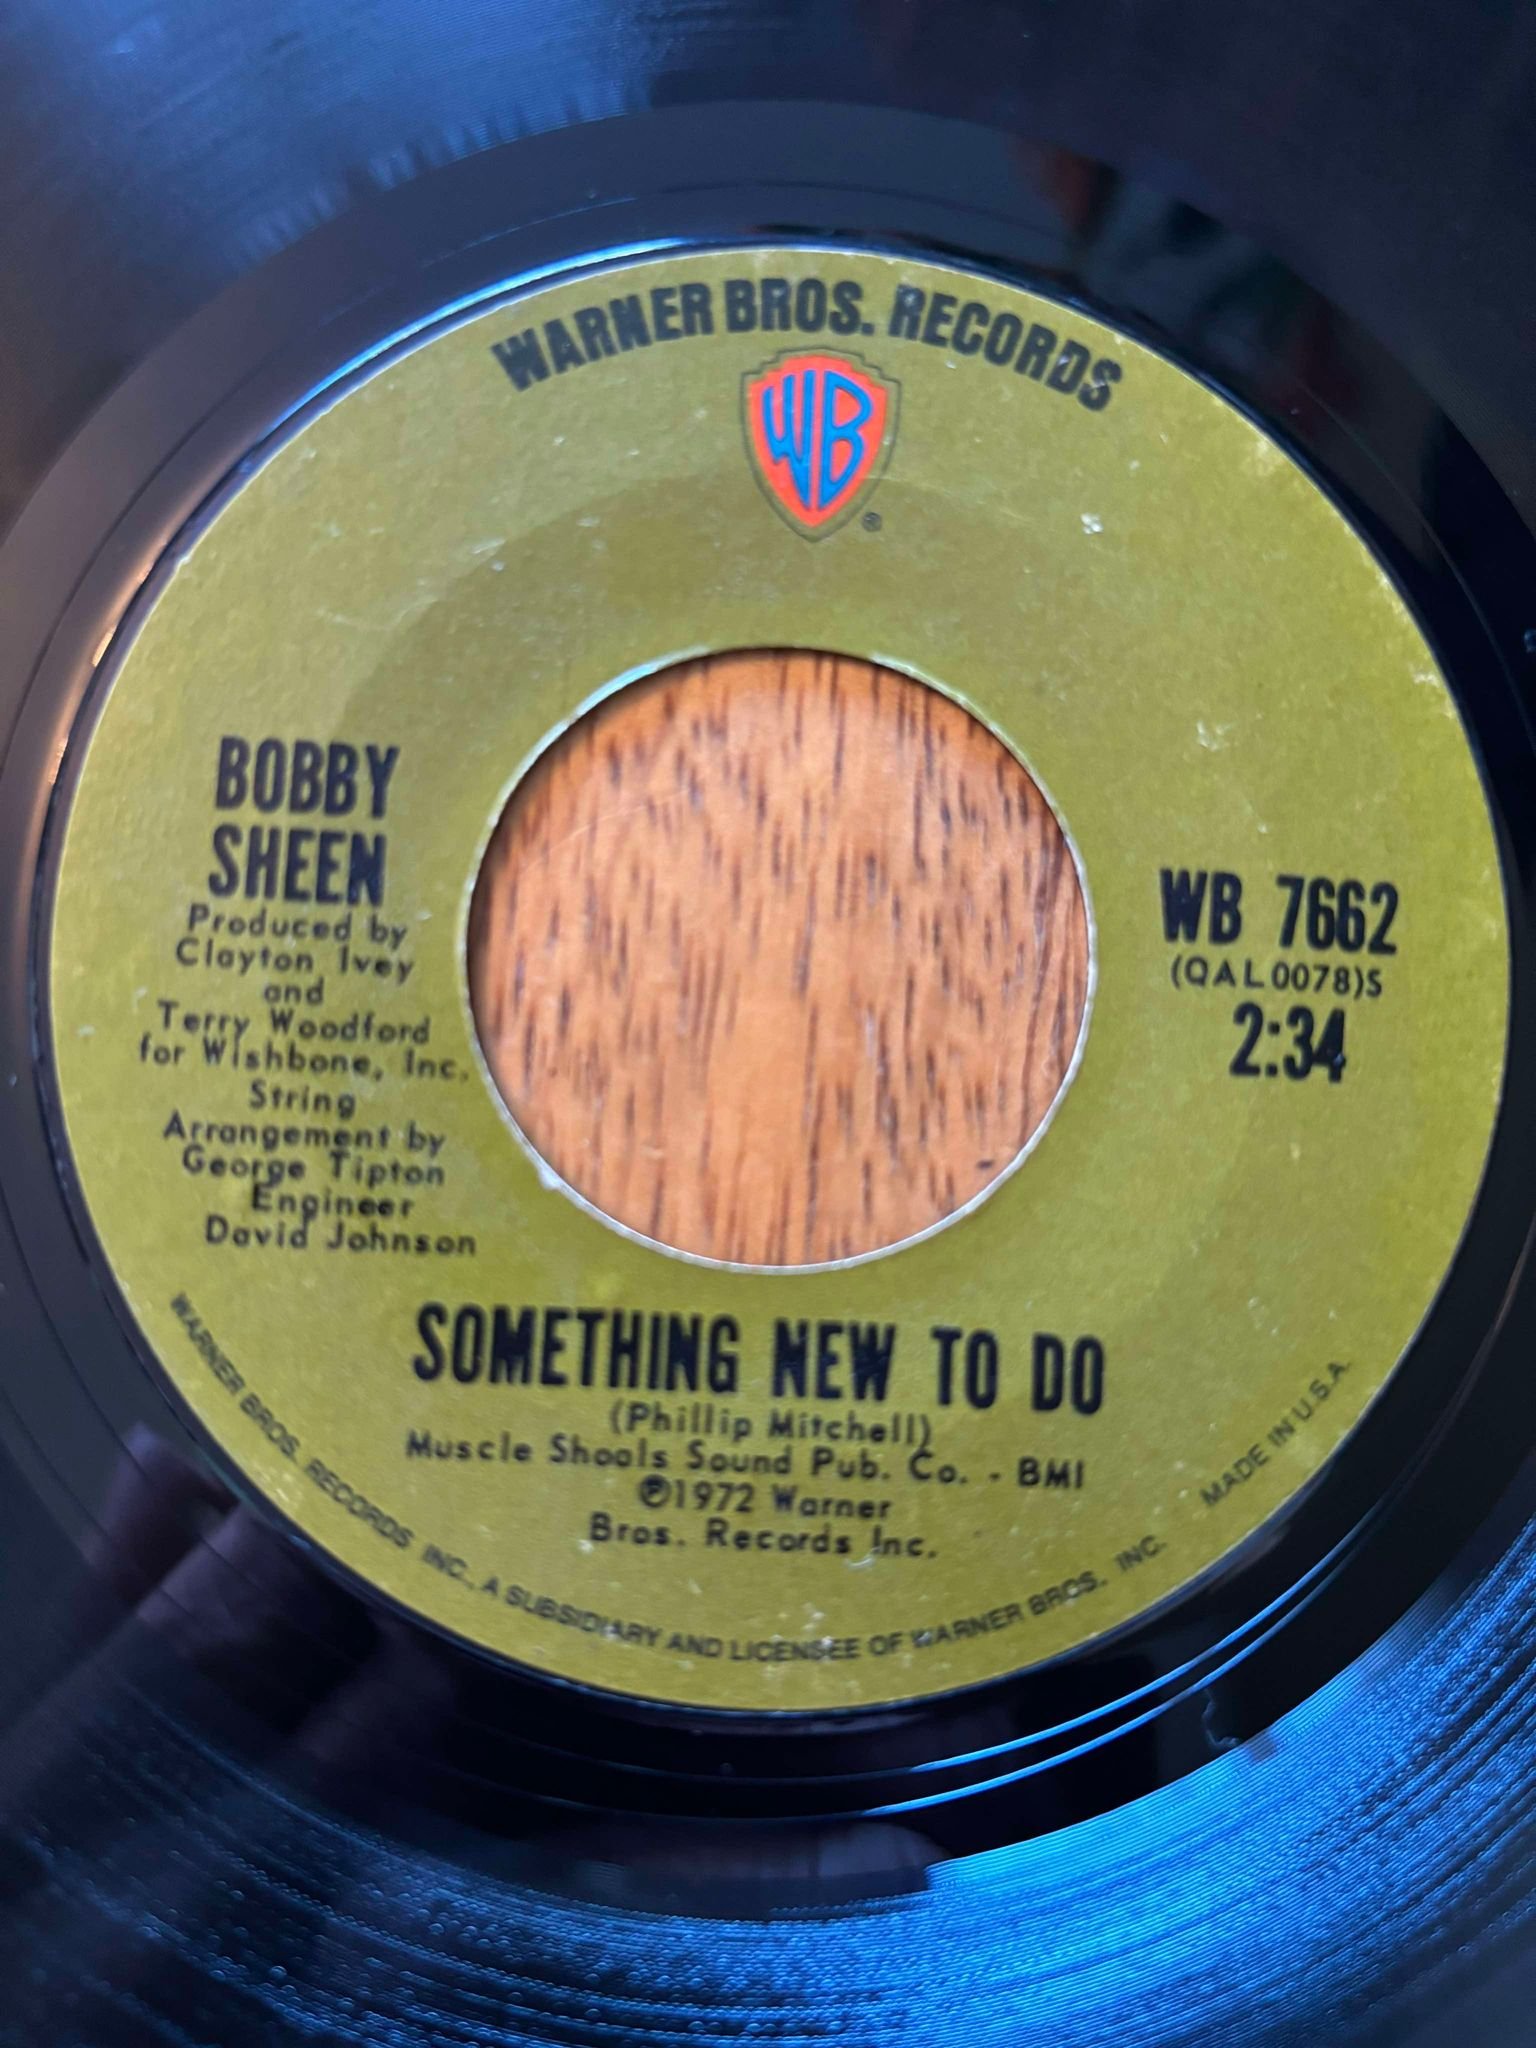 WARNER BROS. RECORDS
WB
®
BOBBY
SHEEN
Produced by
Clayton Ivey
and
Terry Woodford
for Wishbone, Inc.
String
Arrangement by
George Tipton
Engineer
David Johnson
WB 7662
(QAL0078)S
2:34
SOMETHING NEW TO DO
(Phillip Mitchell)
Muscle Shoals Sound Pub. Co. - BMI
℗1972 Warner
Bros. Records Inc.
WARNER BROS. RECORDS INC., A SUBSIDIARY AND LICENSEE OF WARNER BROS. INC.
MADE IN U.S.A.